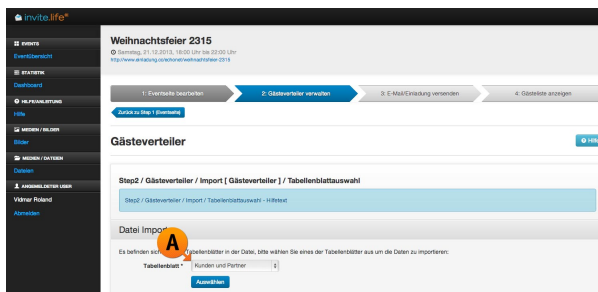 invite.life®
EVENTS
Eventübersicht
STATISTIK
Dashboard
HILFE/ANLEITUNG
Hilfe
MEDIEN / BILDER
Bilder
MEDIEN / DATEIEN
Dateien
ANGEMELDETER USER
Vidmar Roland
Abmelden
Weihnachtsfeier 2315
Samstag, 21.12.2013, 18:00 Uhr bis 22:00 Uhr
http://www.einladung.cc/schonet/weihnachtsfeier-2315
1: Eventseite bearbeiten
2: Gästeverteiler verwalten
3: E-Mail/Einladung versenden
4: Gästeliste anzeigen
Zurück zu Step 1 (Eventseite)
Gästeverteiler
Hilfe
Step2 / Gästeverteiler / Import [ Gästeverteiler ] / Tabellenblattauswahl
Step2 / Gästeverteiler / Import / Tabellenblattauswahl - Hilfetext
Datei Import
A
Es befinden sich Tabellenblätter in der Datei, bitte wählen Sie eines der Tabellenblätter aus um die Daten zu importieren:
Tabellenblatt * Kunden und Partner
Auswählen